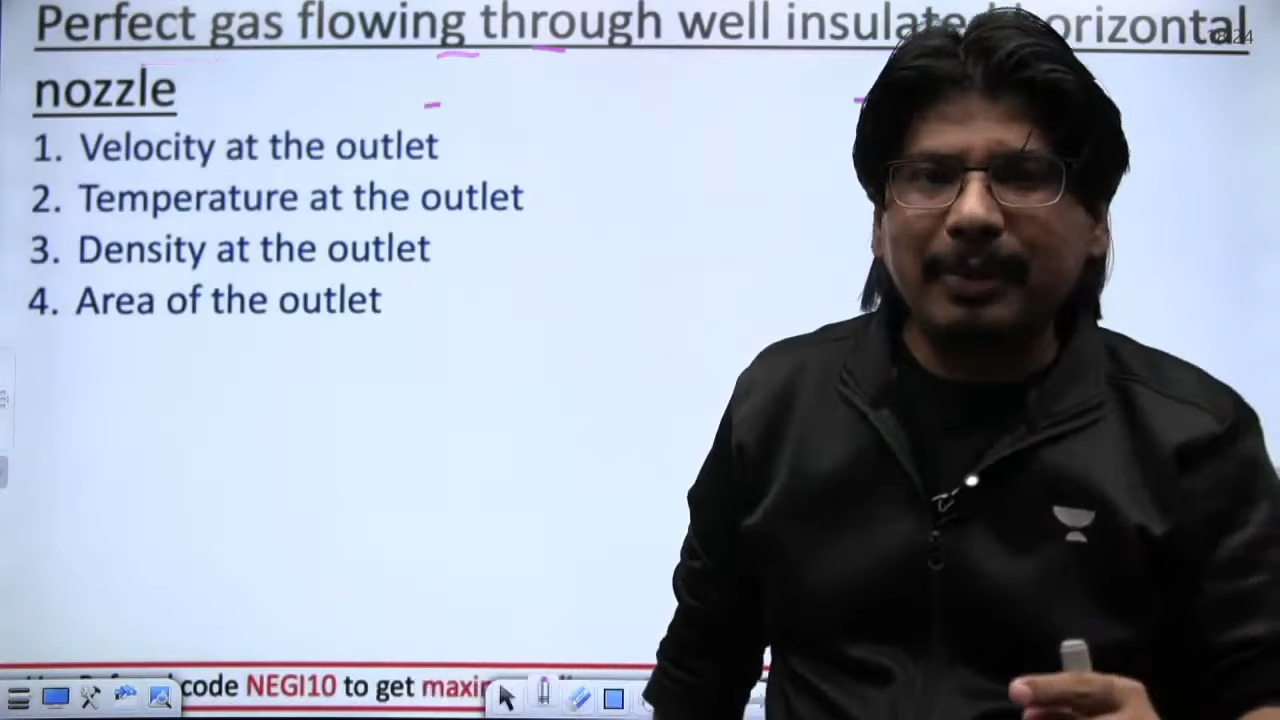 Perfect gas flowing through well insulated Horizontal
nozzle
1. Velocity at the outlet
2. Temperature at the outlet
3. Density at the outlet
4. Area of the outlet
code NEGI10 to get